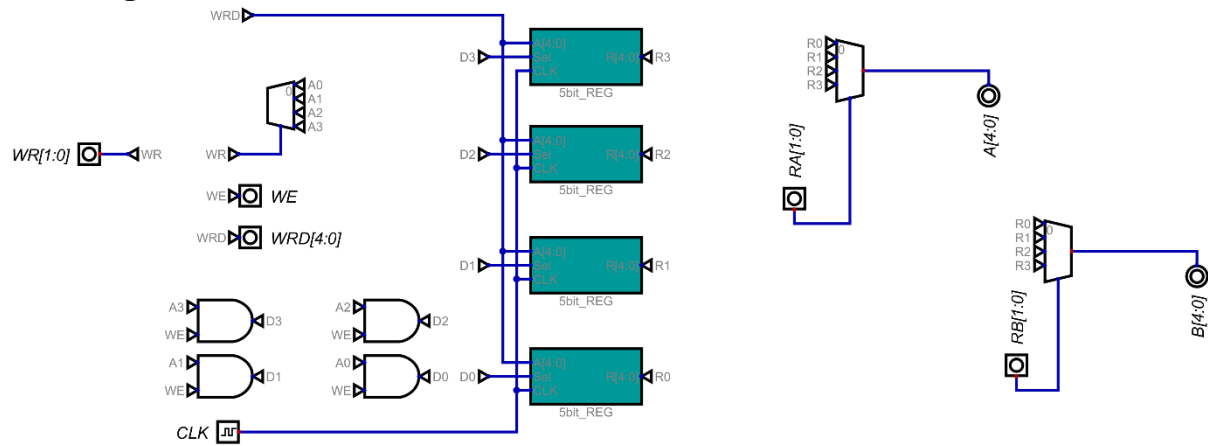 WRD
D3
A[4:0]
Sel
CLK
R[4:0]
R3
5bit_REG
0
A0
A1
A2
A3
WR[1:0]
WR
WR
D2
A[4:0]
Sel
CLK
R[4:0]
R2
5bit_REG
WE
WE
WRD
WRD[4:0]
D1
A[4:0]
Sel
CLK
R[4:0]
R1
5bit_REG
A3
WE
D3
A2
WE
D2
A1
WE
D1
A0
WE
D0
D0
A[4:0]
Sel
CLK
R[4:0]
R0
5bit_REG
CLK
R0
R1
R2
R3
0
A[4:0]
RA[1:0]
R0
R1
R2
R3
0
B[4:0]
RB[1:0]